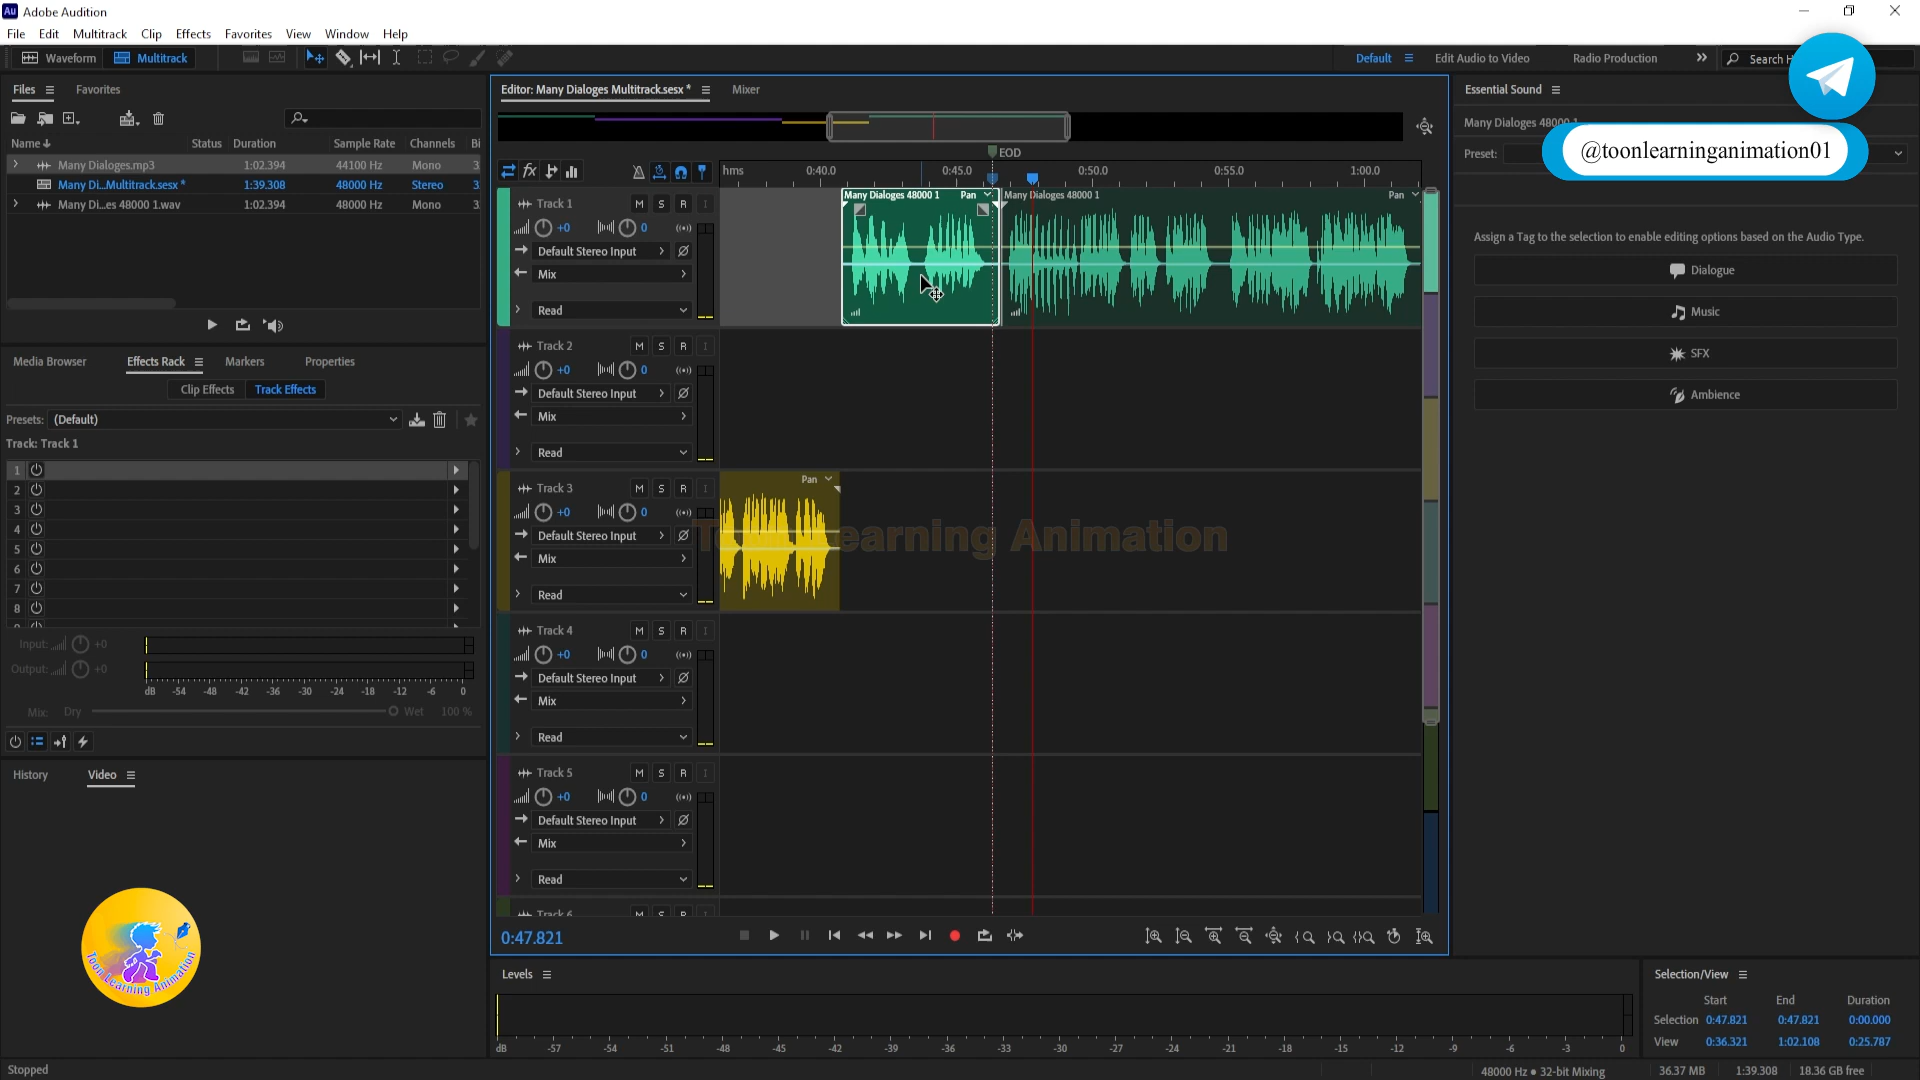 Au Adobe Audition
File Edit Multitrack Clip Effects Favorites View Window Help
Waveform Multitrack Default Edit Audio to Video Radio Production Search H
@toonlearninganimation01
Files Favorites
Name Status Duration Sample Rate Channels Bi
Many Dialoges.mp3 1:02.394 44100 Hz Mono 3
Many Di...Multitrack.sesx * 1:39.308 48000 Hz Stereo 3
Many Di...es 48000 1.wav 1:02.394 48000 Hz Mono 3
Media Browser Effects Rack Markers Properties
Clip Effects Track Effects
Presets: (Default)
Track: Track 1
1
2
3
4
5
6
7
8
9
Input: +0
Output: +0
dB -54 -48 -42 -36 -30 -24 -18 -12 -6 0
Mix: Dry Wet 100 %
History Video
Toon Learning Animation
Editor: Many Dialoges Multitrack.sesx * Mixer
EOD
hms 0:40.0 0:45.0 0:50.0 0:55.0 1:00.0
Track 1 M S R I
+0 0
Default Stereo Input
Mix
Read
Many Dialoges 48000 1 Pan
Many Dialoges 48000 1 Pan
Track 2 M S R I
+0 0
Default Stereo Input
Mix
Read
Track 3 M S R I
+0 0
Default Stereo Input
Mix
Read
Pan
Toon Learning Animation
Track 4 M S R I
+0 0
Default Stereo Input
Mix
Read
Track 5 M S R I
+0 0
Default Stereo Input
Mix
Read
Track 6 M S R
0:47.821
Levels
dB -57 -54 -51 -48 -45 -42 -39 -36 -33 -30 -27 -24 -21 -18 -15 -12 -9 -6 -3 0
Essential Sound
Many Dialoges 48000 1
Preset:
Assign a Tag to the selection to enable editing options based on the Audio Type.
Dialogue
Music
SFX
Ambience
Selection/View
Start End Duration
Selection 0:47.821 0:47.821 0:00.000
View 0:36.321 1:02.108 0:25.787
Stopped 48000 Hz ● 32-bit Mixing 36.37 MB 1:39.308 18.36 GB free